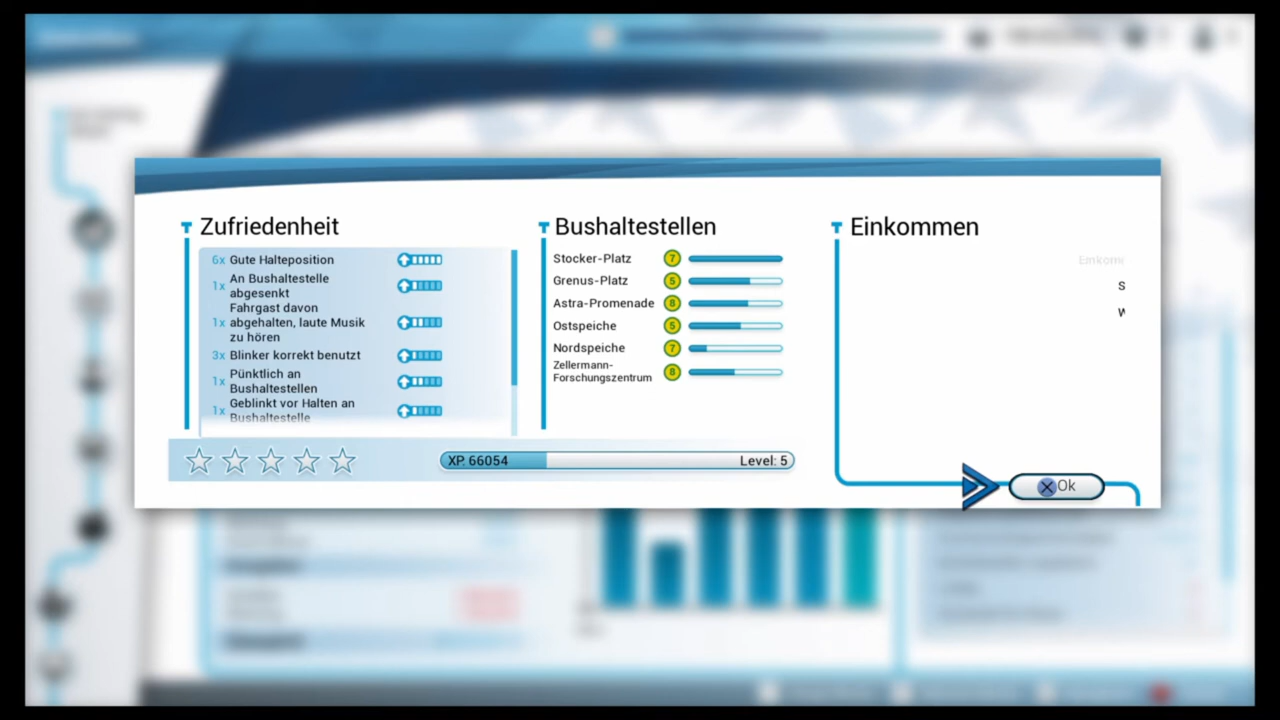 Zufriedenheit
6x Gute Halteposition
1x An Bushaltestelle
abgesenkt
1x Fahrgast davon
abgehalten, laute Musik
zu hören
3x Blinker korrekt benutzt
1x Pünktlich an
Bushaltestellen
1x Geblinkt vor Halten an
Bushaltestelle
XP: 66054 Level: 5
Bushaltestellen
Stocker-Platz 7
Grenus-Platz 5
Astra-Promenade 8
Ostspeiche 5
Nordspeiche 7
Zellermann-
Forschungszentrum 8
Einkommen
S
Ok